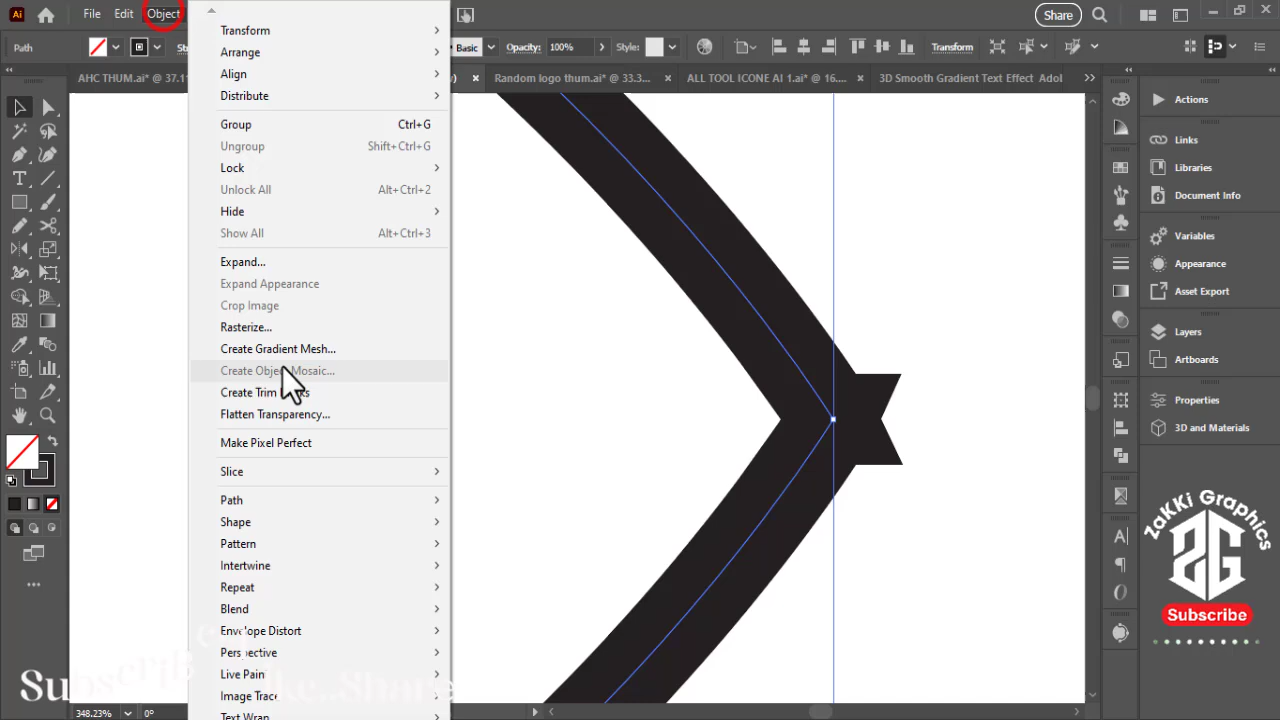 Ai File Edit Object Share
Path St Basic Opacity: 100% Style: Transform
AHC THUM.ai* @ 37.1 Random logo thum.ai* @ 33.3... ALL TOOL ICONE AI 1.ai* @ 16.... 3D Smooth Gradient Text Effect Adol
Transform
Arrange
Align
Distribute
Group Ctrl+G
Ungroup Shift+Ctrl+G
Lock
Unlock All Alt+Ctrl+2
Hide
Show All Alt+Ctrl+3
Expand...
Expand Appearance
Crop Image
Rasterize...
Create Gradient Mesh...
Create Object Mosaic...
Create Trim
Flatten Transparency...
Make Pixel Perfect
Slice
Path
Shape
Pattern
Intertwine
Repeat
Blend
Envelope Distort
Perspective
Live Pain
Image Trac
Text Wrap
Actions
Links
Libraries
Document Info
Variables
Appearance
Asset Export
Layers
Artboards
Properties
3D and Materials
ZaKKi Graphics
ZG
Subscribe
348.23% 0°